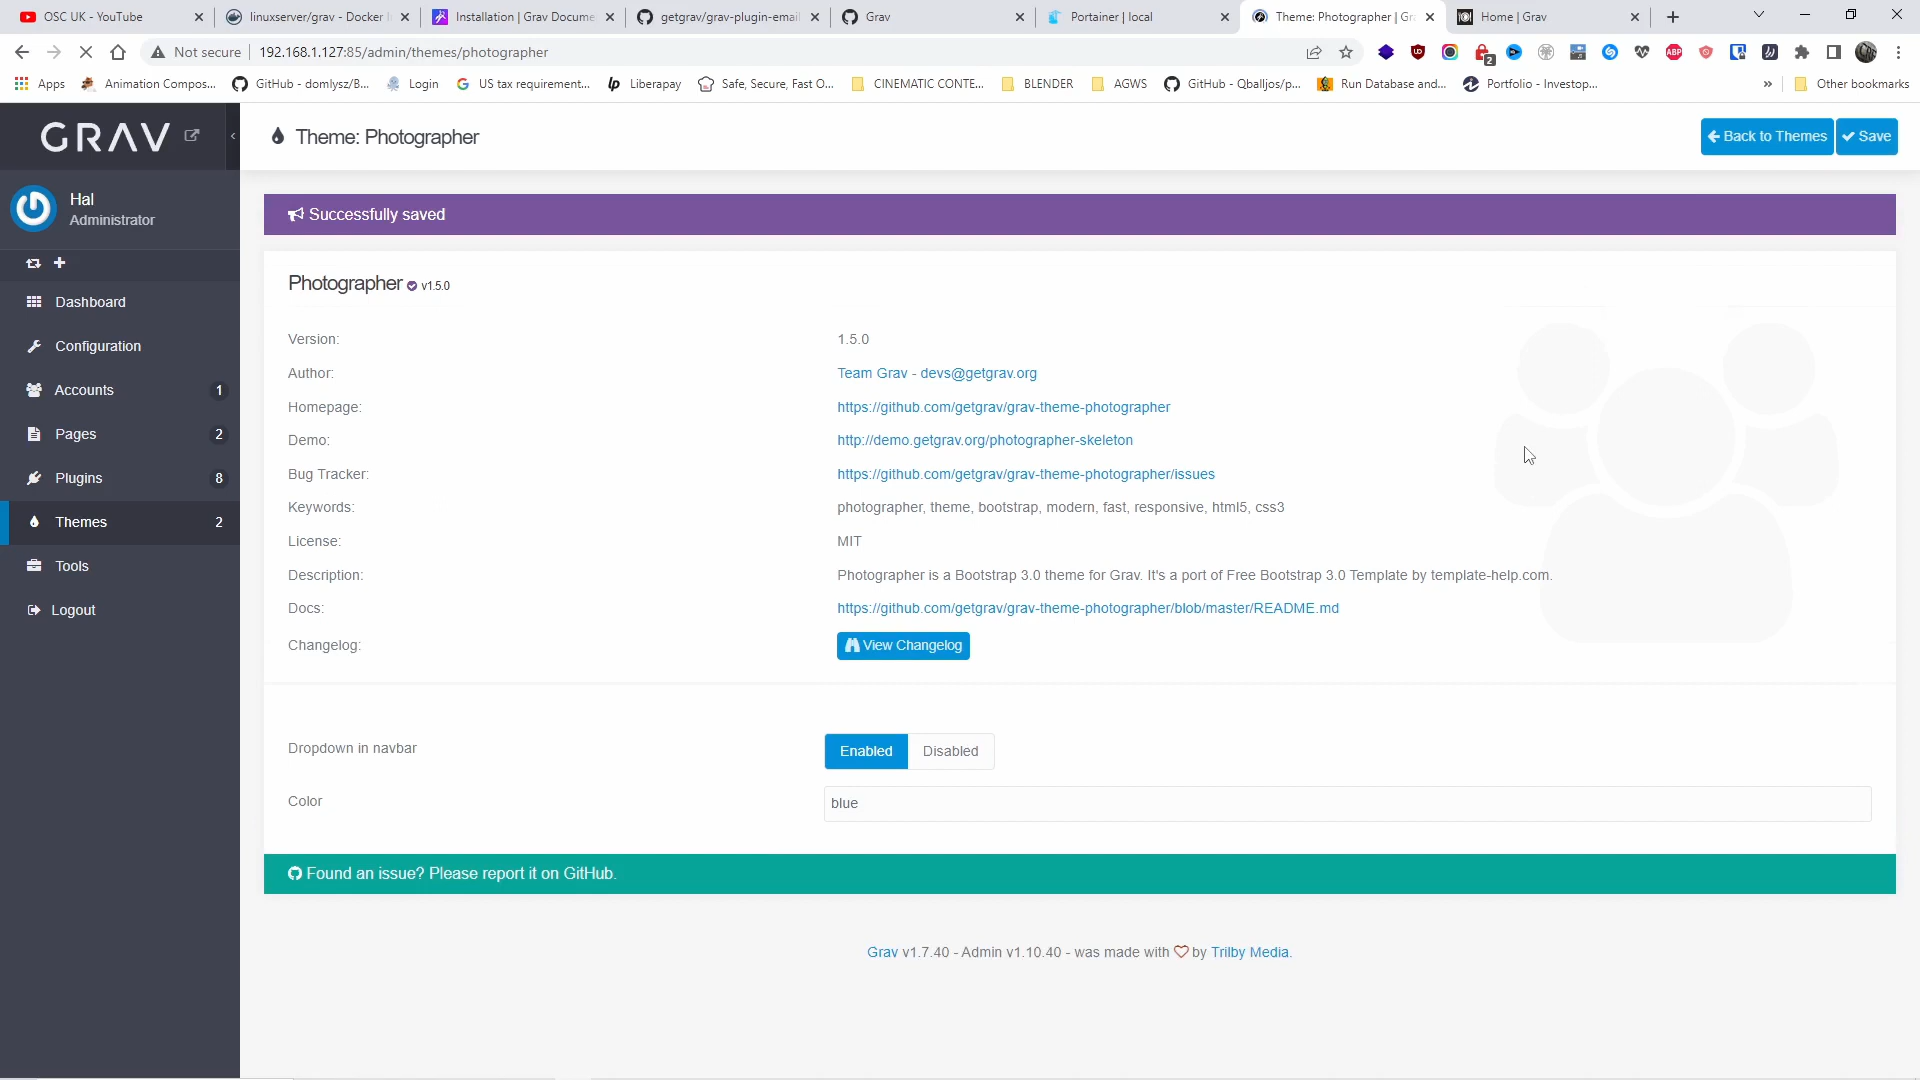 OSC UK - YouTube
linuxserver/grav - Docker I
Installation | Grav Docume
getgrav/grav-plugin-email
Grav
Portainer | local
Theme: Photographer | Gra
Home | Grav
Not secure
192.168.1.127:85/admin/themes/photographer
2
ABP
Apps
Animation Compos...
GitHub - domlysz/B...
Login
US tax requirement...
Liberapay
Safe, Secure, Fast O...
CINEMATIC CONTE...
BLENDER
AGWS
GitHub - Qballjos/p...
Run Database and...
Portfolio - Investop...
»
Other bookmarks
GRAV
Theme: Photographer
Back to Themes
Save
Hal
Administrator
Successfully saved
Dashboard
Configuration
Accounts 1
Pages 2
Plugins 8
Themes 2
Tools
Logout
Photographer v1.5.0
Version: 1.5.0
Author: Team Grav - devs@getgrav.org
Homepage: https://github.com/getgrav/grav-theme-photographer
Demo: http://demo.getgrav.org/photographer-skeleton
Bug Tracker: https://github.com/getgrav/grav-theme-photographer/issues
Keywords: photographer, theme, bootstrap, modern, fast, responsive, html5, css3
License: MIT
Description: Photographer is a Bootstrap 3.0 theme for Grav. It's a port of Free Bootstrap 3.0 Template by template-help.com.
Docs: https://github.com/getgrav/grav-theme-photographer/blob/master/README.md
Changelog: View Changelog
Dropdown in navbar Enabled Disabled
Color blue
Found an issue? Please report it on GitHub.
Grav v1.7.40 - Admin v1.10.40 - was made with by Trilby Media.